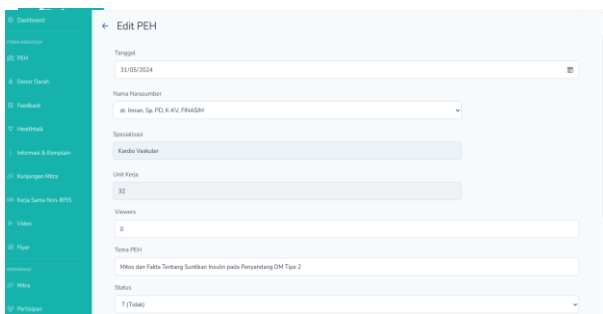 Dashboard
PEH
Donor Darah
Feedback
Healthtalk
Informasi & Komplain
Kunjungan Mitra
Kerja Sama Non-BPJS
Video
Flyer
INFORMASI
Mitra
Partisipan
← Edit PEH
Tanggal
31/05/2024
Nama Narasumber
dr. Imran, Sp. PD, K-KV, FINASIM
Spesialisasi
Kardio Vaskuler
Unit Kerja
32
Viewers
Tema PEH
Mitos dan Fakta Tentang Suntikan Insulin pada Penyandang DM Tipe 2
Status
T (Tidak)